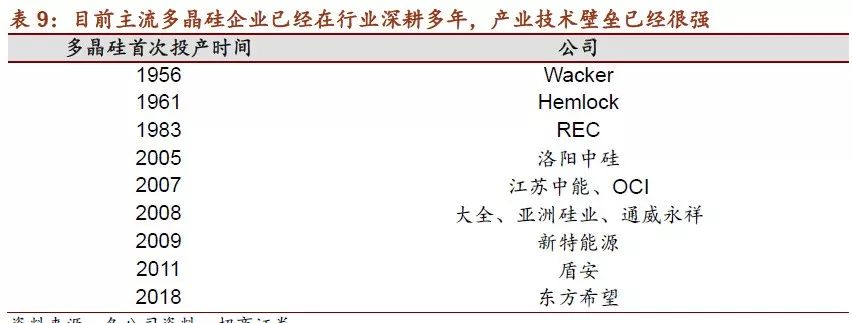 表 9：目前主流多晶硅企业已经在行业深耕多年，产业技术壁垒已经很强
多晶硅首次投产时间 公司
1956 Wacker
1961 Hemlock
1983 REC
2005 洛阳中硅
2007 江苏中能、OCI
2008 大全、亚洲硅业、通威永祥
2009 新特能源
2011 盾安
2018 东方希望